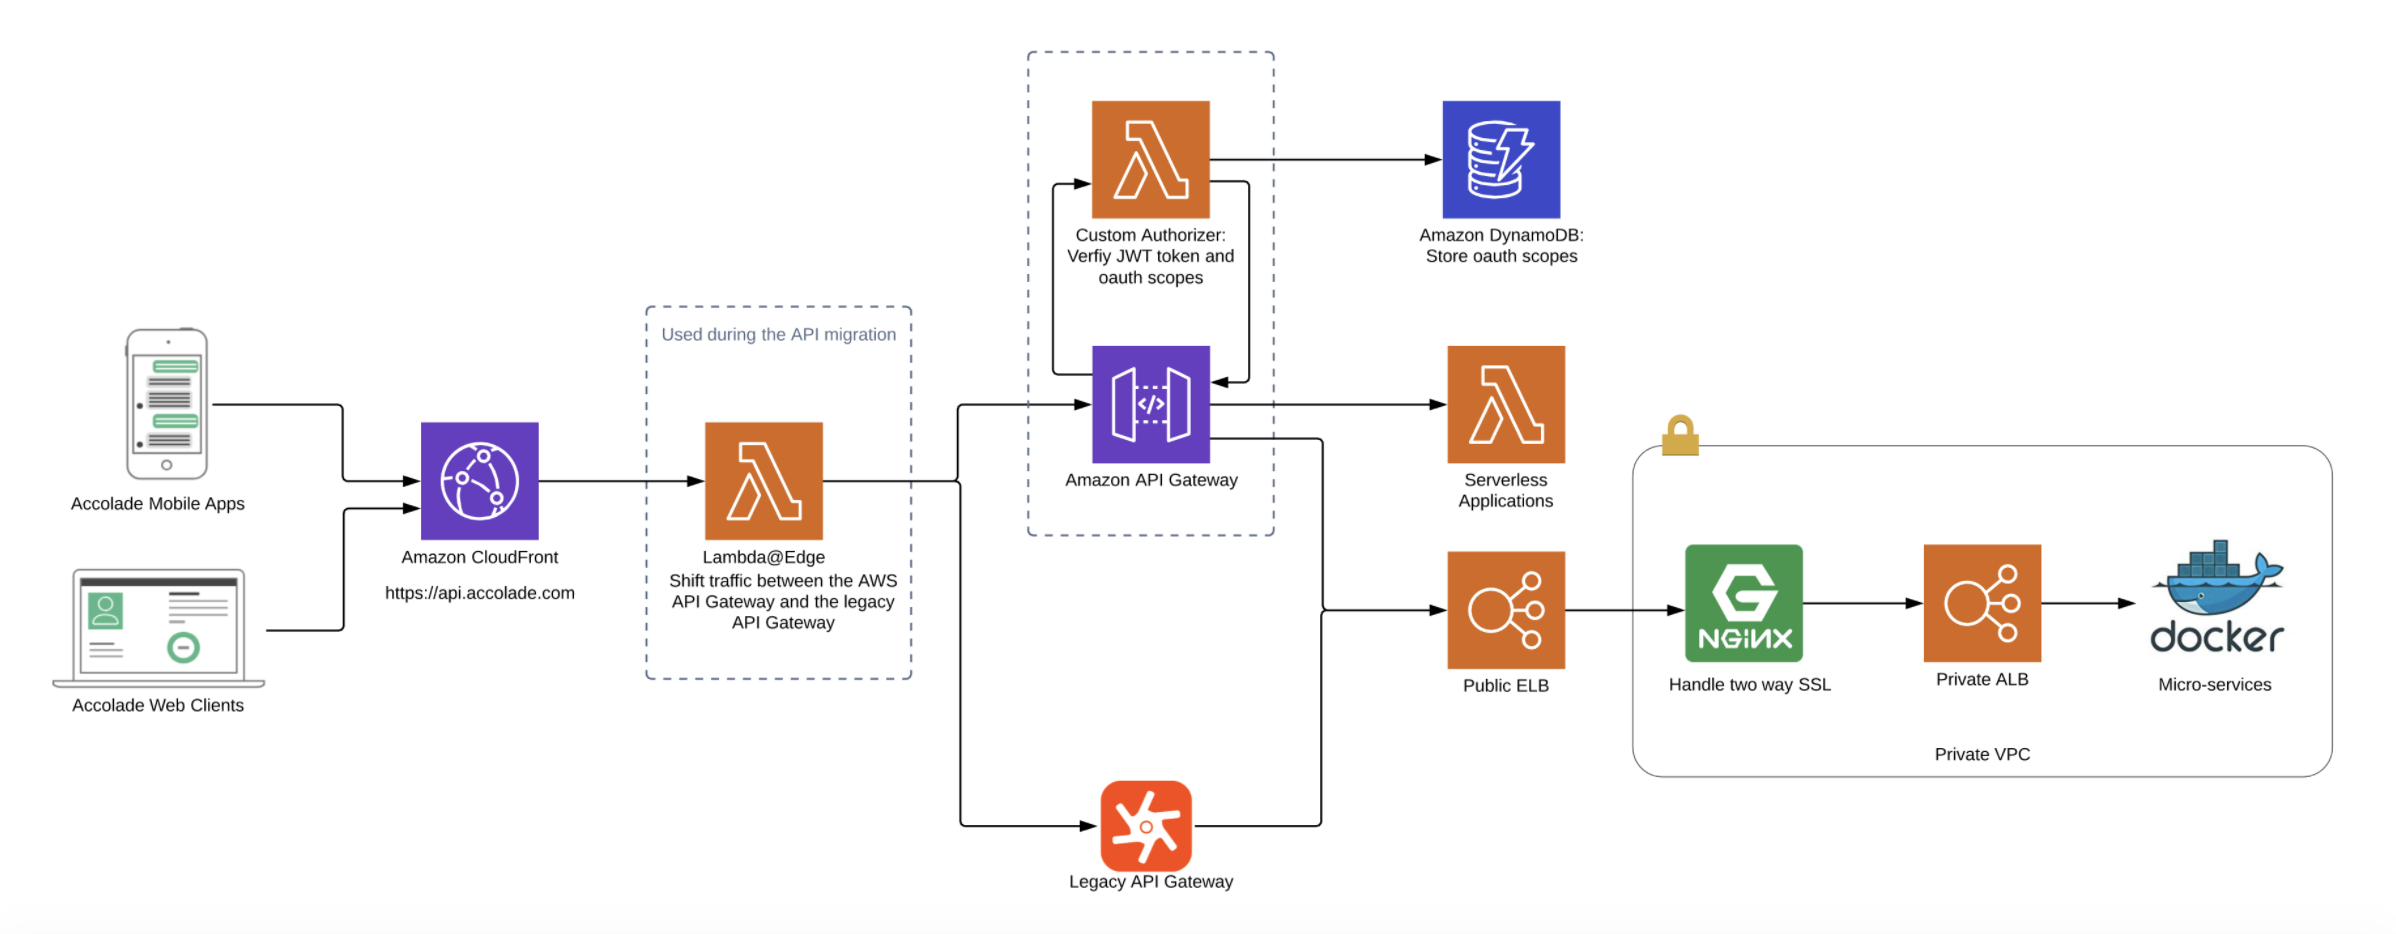 Custom Authorizer:
Verfiy JWT token and
oauth scopes
Amazon DynamoDB:
Store oauth scopes
Used during the API migration
Accolade Mobile Apps
Accolade Web Clients
Amazon CloudFront
https://api.accolade.com
Lambda@Edge
Shift traffic between the AWS
API Gateway and the legacy
API Gateway
</>
Amazon API Gateway
Serverless
Applications
Public ELB
NGiNX
Handle two way SSL
Private ALB
docker
Micro-services
Private VPC
Legacy API Gateway